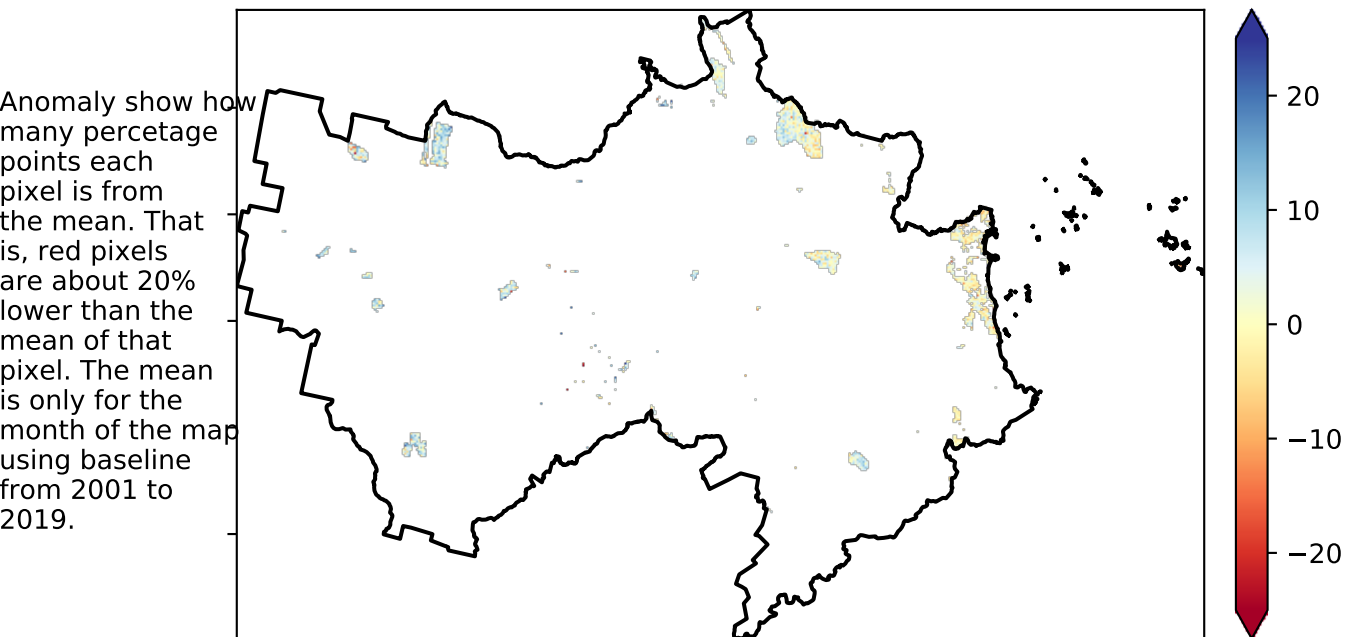 Anomaly show how
many percetage
points each
pixel is from
the mean. That
is, red pixels
are about 20%
lower than the
mean of that
pixel. The mean
is only for the
month of the map
using baseline
from 2001 to
2019.
20
10
0
−10
−20